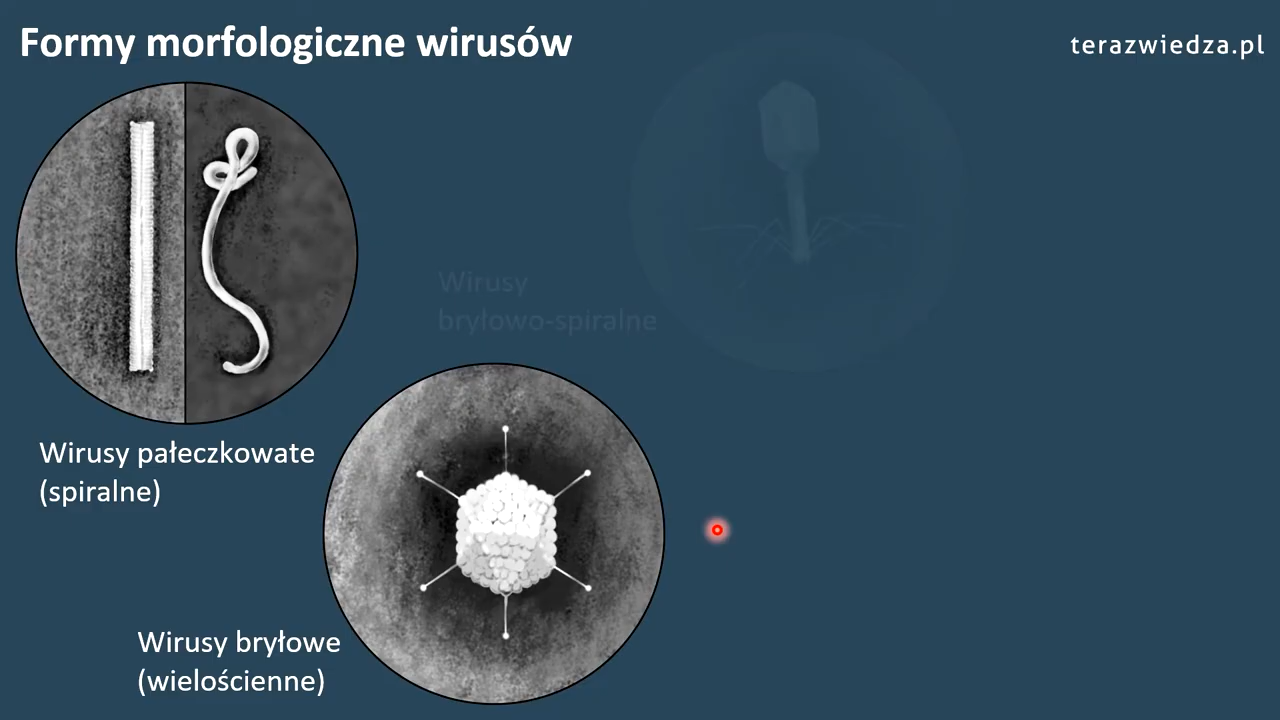 Formy morfologiczne wirusów
terazwiedza.pl
Wirusy
bryłowo-spiralne
Wirusy pałeczkowate
(spiralne)
Wirusy bryłowe
(wielościenne)